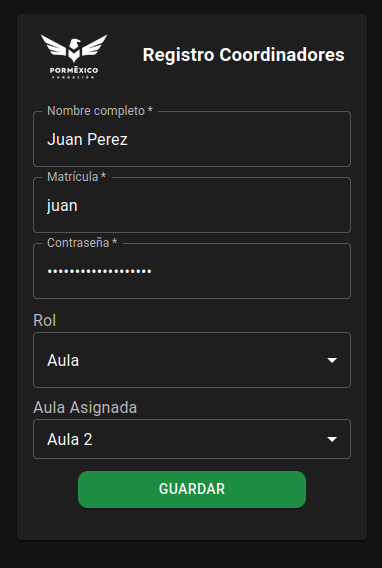 PORMÉXICO
FUNDACIÓN
Registro Coordinadores
Nombre completo *
Juan Perez
Matrícula *
juan
Contraseña *
•••••••••••••••••••
Rol
Aula
Aula Asignada
Aula 2
GUARDAR